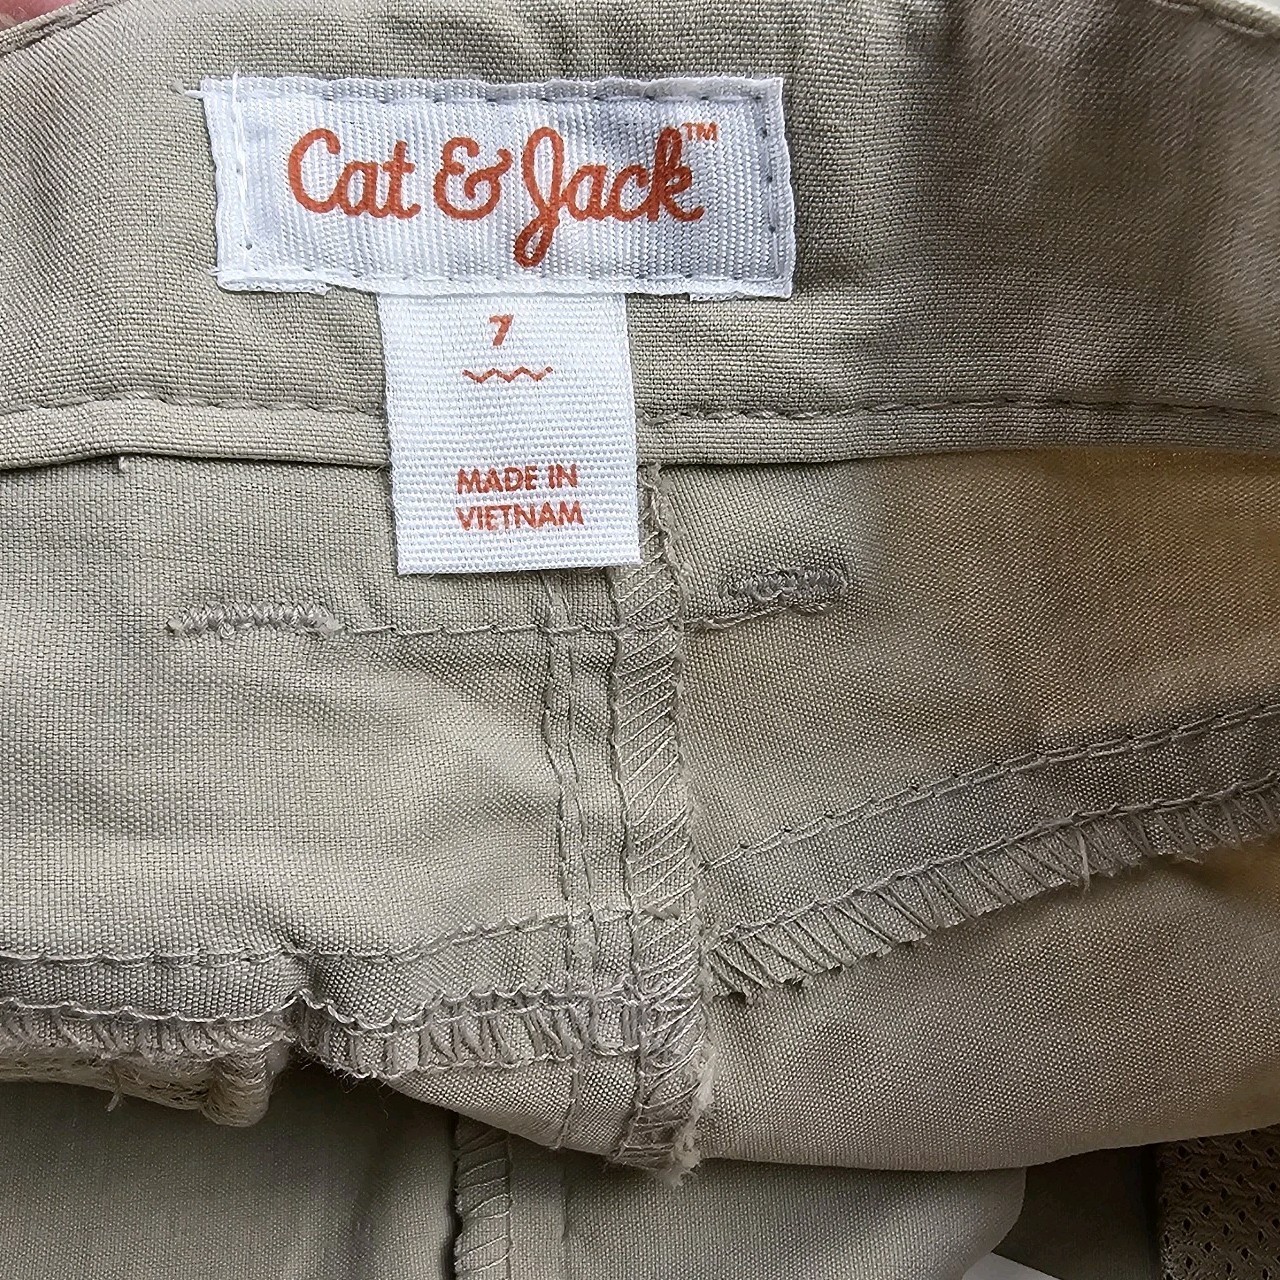 Cat & Jack™
7
MADE IN
VIETNAM